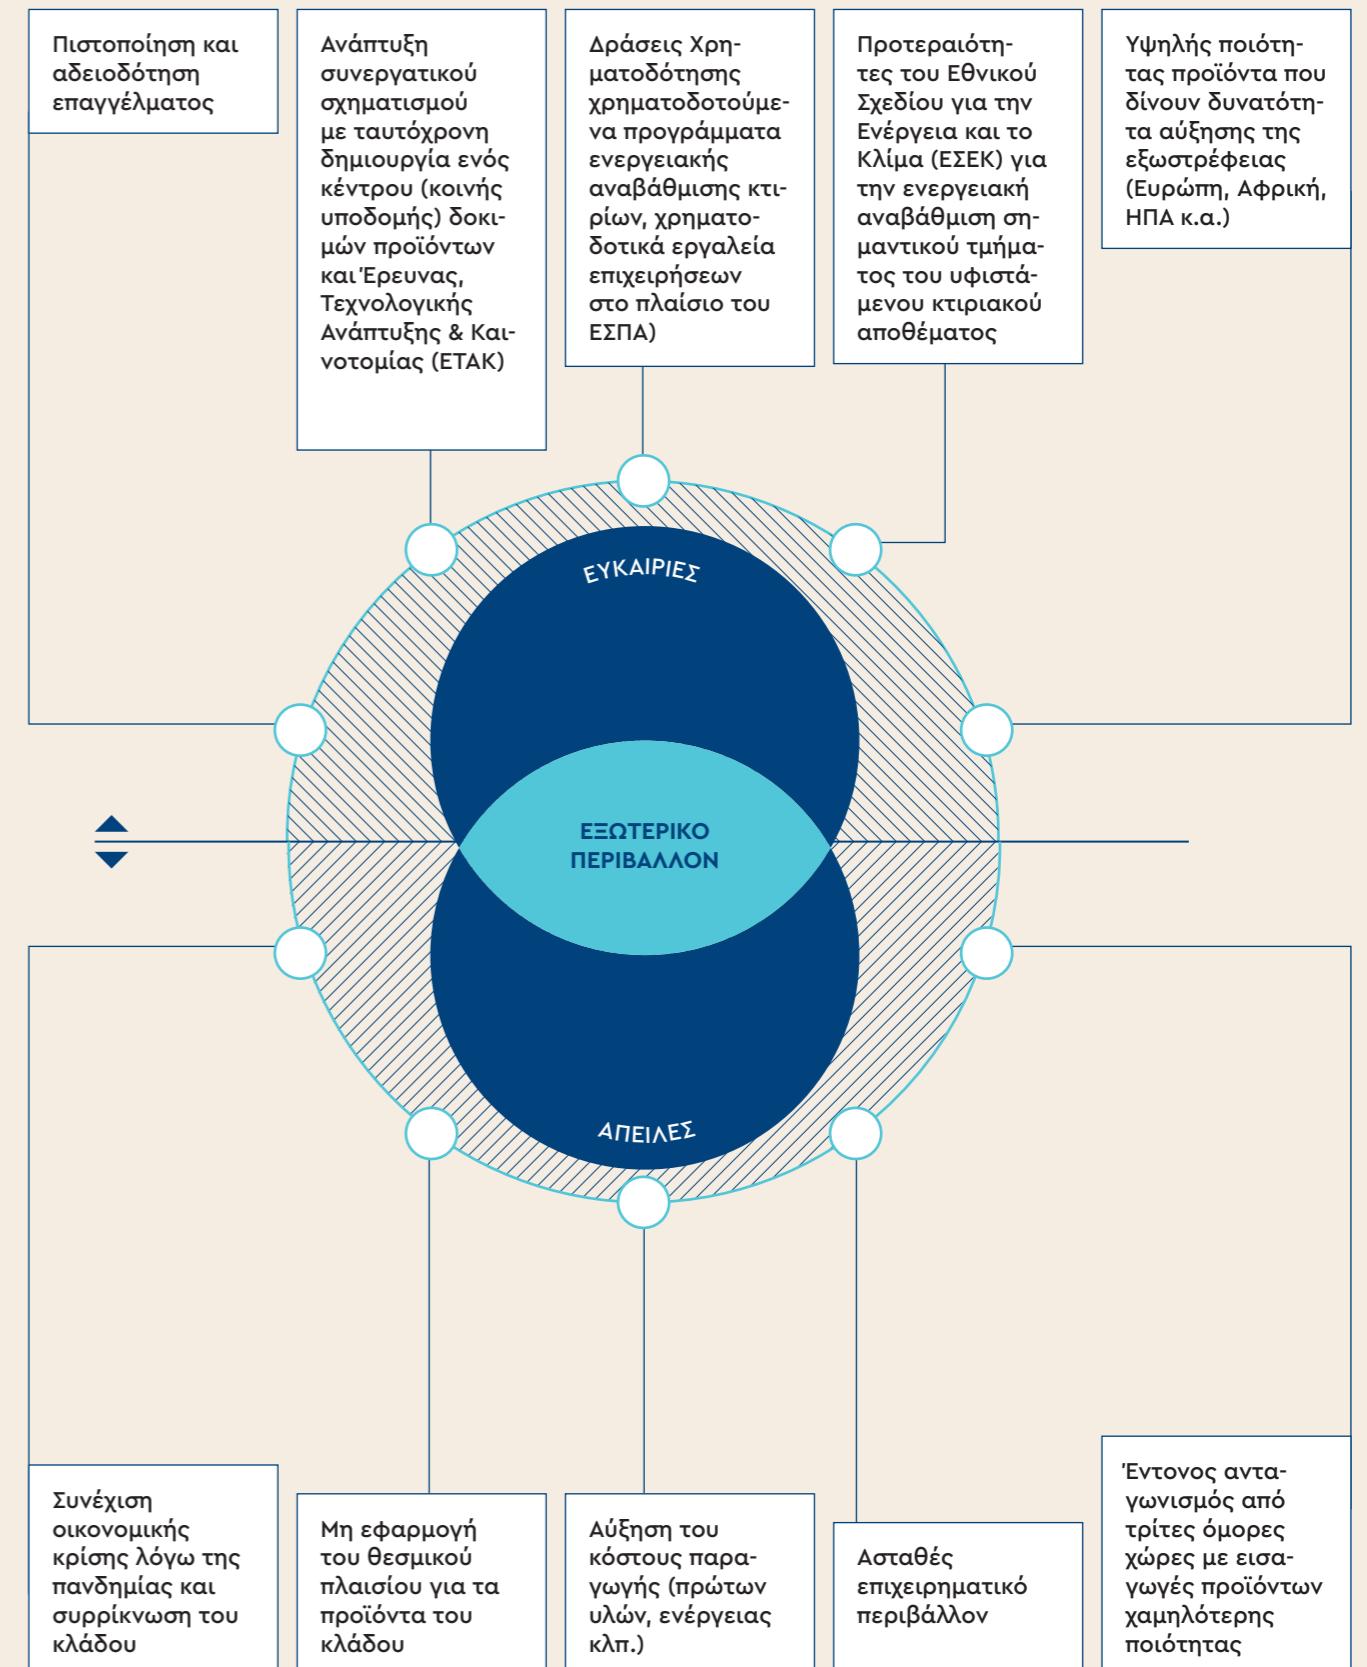 Πιστοποίηση και
αδειοδότηση
επαγγέλματος
Ανάπτυξη
συνεργατικού
σχηματισμού
με ταυτόχρονη
δημιουργία ενός
κέντρου (κοινής
υποδομής) δοκι-
μών προϊόντων
και Έρευνας,
Τεχνολογικής
Ανάπτυξης & Και-
νοτομίας (ΕΤΑΚ)
Δράσεις Χρη-
ματοδότησης
χρηματοδοτούμε-
να προγράμματα
ενεργειακής
αναβάθμισης κτι-
ρίων, χρηματο-
δοτικά εργαλεία
επιχειρήσεων
στο πλαίσιο του
ΕΣΠΑ)
Προτεραιότη-
τες του Εθνικού
Σχεδίου για την
Ενέργεια και το
Κλίμα (ΕΣΕΚ) για
την ενεργειακή
αναβάθμιση ση-
μαντικού τμήμα-
τος του υφιστά-
μενου κτιριακού
αποθέματος
Υψηλής ποιότη-
τας προϊόντα που
δίνουν δυνατότη-
τα αύξησης της
εξωστρέφειας
(Ευρώπη, Αφρική,
ΗΠΑ κ.α.)
ΕΥΚΑΙΡΙΕΣ
ΕΞΩΤΕΡΙΚΟ
ΠΕΡΙΒΑΛΛΟΝ
ΑΠΕΙΛΕΣ
Συνέχιση
οικονομικής
κρίσης λόγω της
πανδημίας και
συρρίκνωση του
κλάδου
Μη εφαρμογή
του θεσμικού
πλαισίου για τα
προϊόντα του
κλάδου
Αύξηση του
κόστους παρα-
γωγής (πρώτων
υλών, ενέργειας
κλπ.)
Ασταθές
επιχειρηματικό
περιβάλλον
Έντονος αντα-
γωνισμός από
τρίτες όμορες
χώρες με εισα-
γωγές προϊόντων
χαμηλότερης
ποιότητας